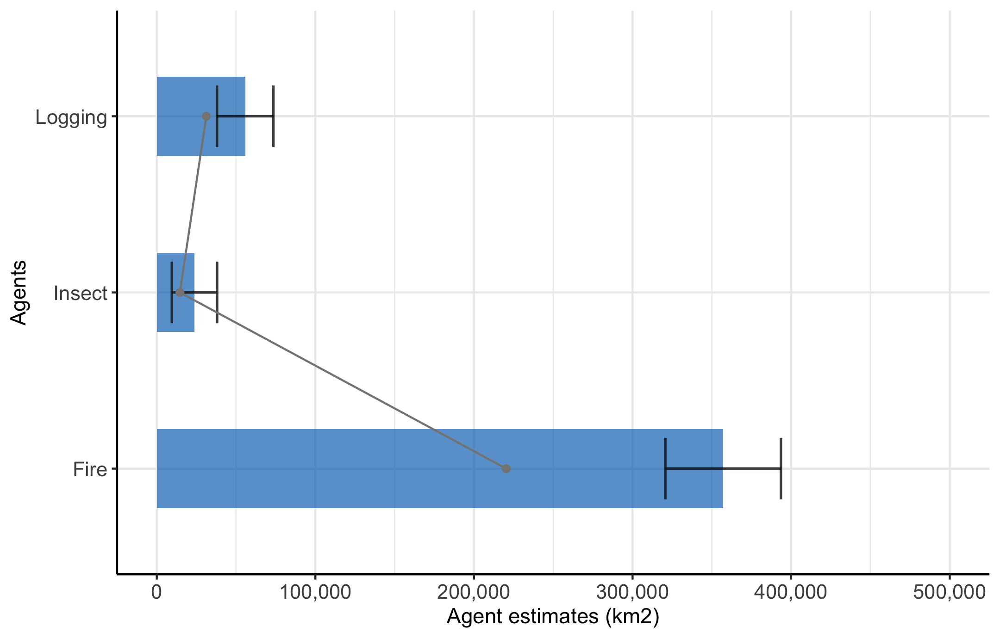 Logging
Insect
Fire
Agents
0
100,000
200,000
300,000
400,000
500,000
Agent estimates (km2)